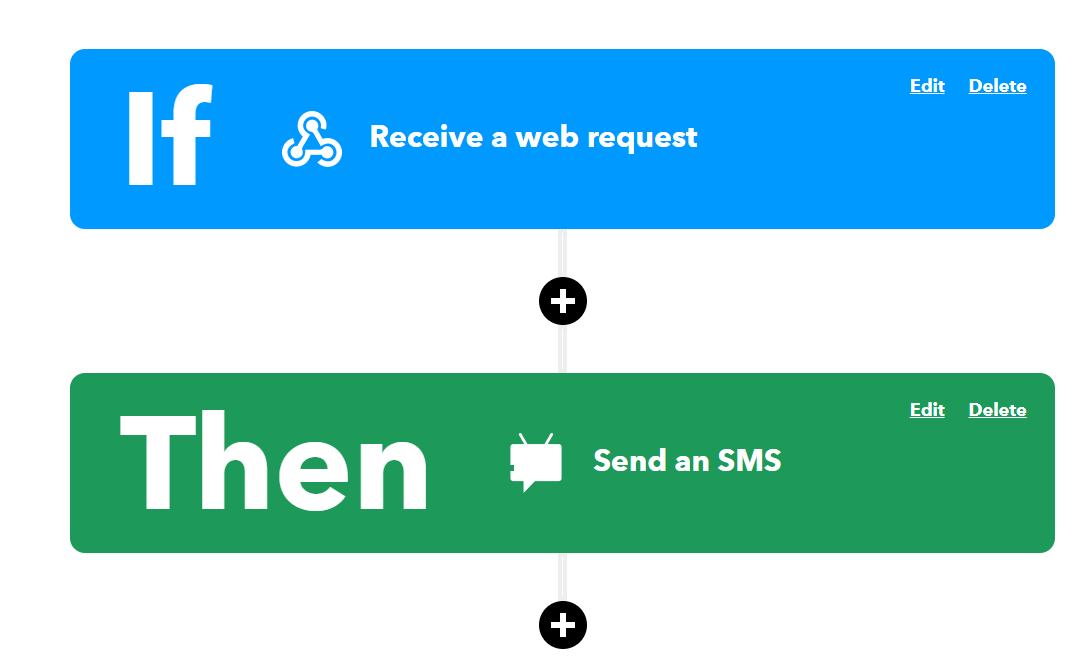 If
Receive a web request
Edit Delete
Then
Send an SMS
Edit Delete